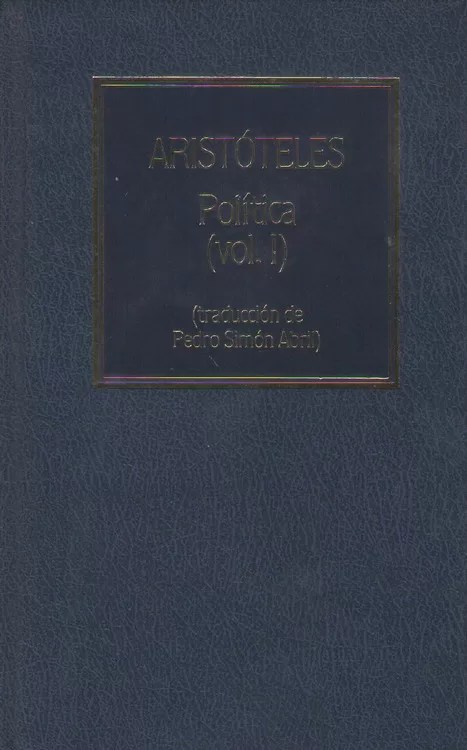 ARISTÓTELES
Política
(vol. I)
(traducción de
Pedro Simón Abril)